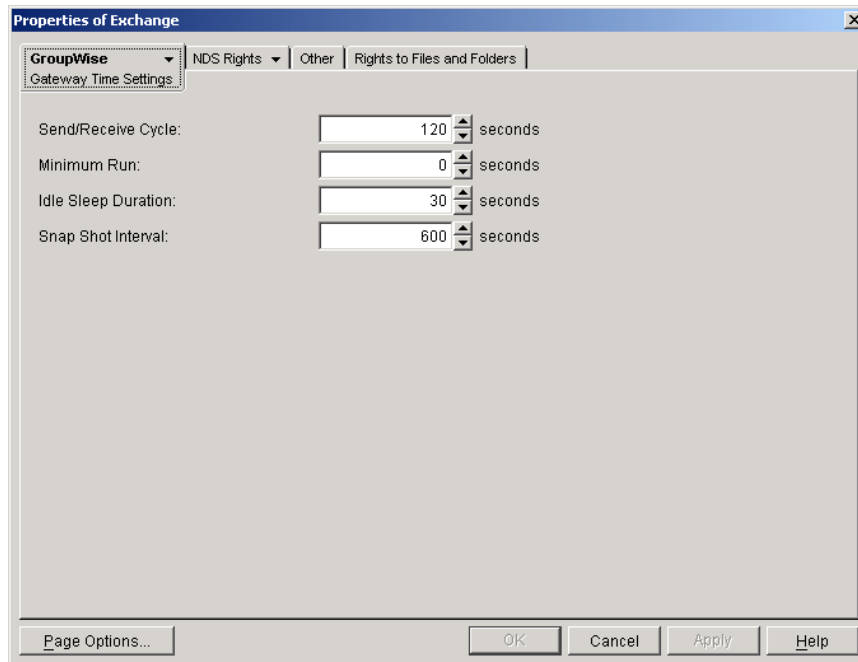 Properties of Exchange
GroupWise NDS Rights Other Rights to Files and Folders
Gateway Time Settings
Send/Receive Cycle: 120 seconds
Minimum Run: 0 seconds
Idle Sleep Duration: 30 seconds
Snap Shot Interval: 600 seconds
Page Options... OK Cancel Apply Help